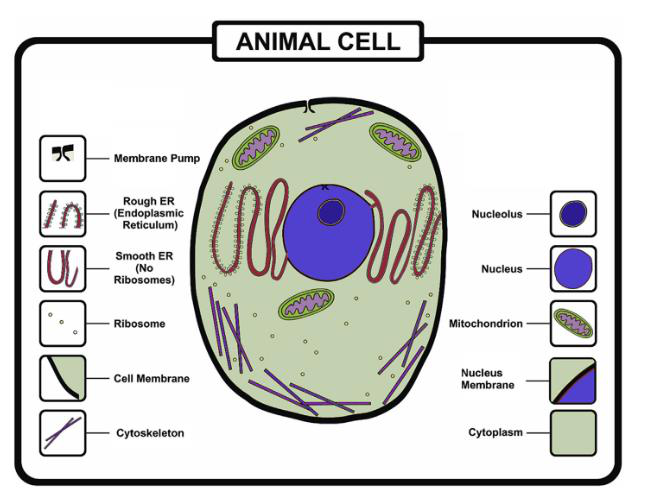 ANIMAL CELL
Membrane Pump
Rough ER
(Endoplasmic
Reticulum)
Smooth ER
(No
Ribosomes)
Ribosome
Cell Membrane
Cytoskeleton
Nucleolus
Nucleus
Mitochondrion
Nucleus
Membrane
Cytoplasm